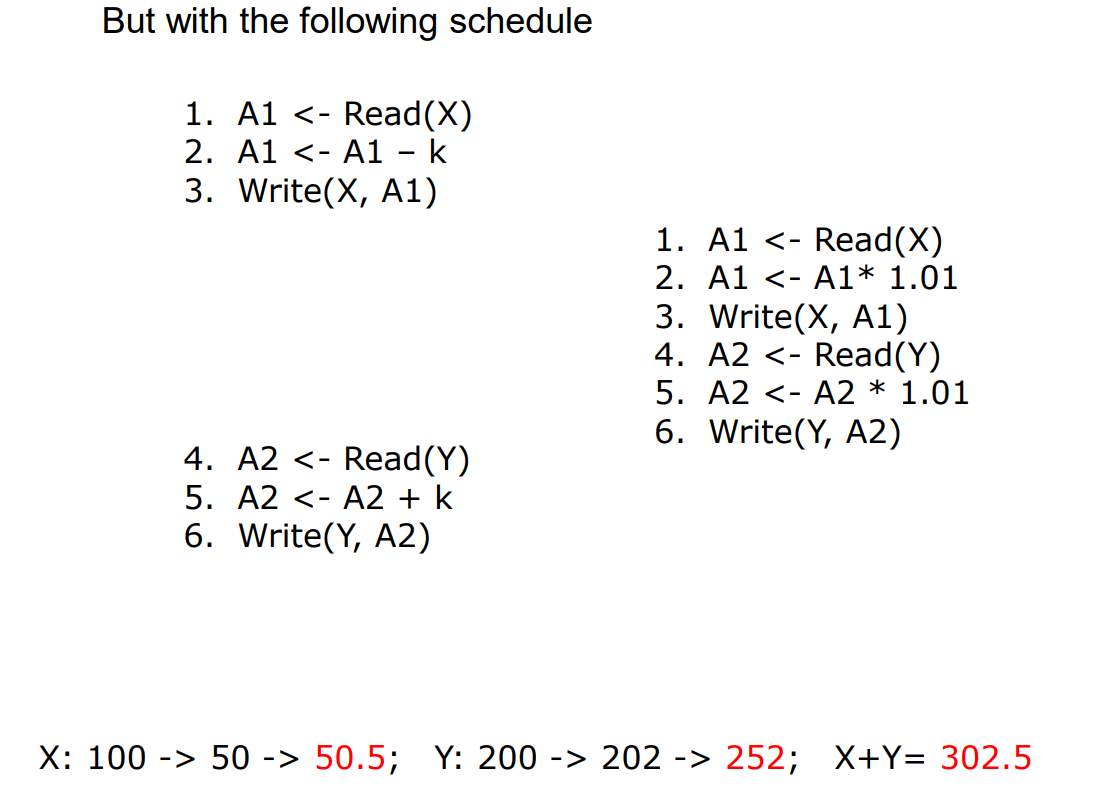 But with the following schedule
1. A1 <- Read(X)
2. A1 <- A1 – k
3. Write(X, A1)
1. A1 <- Read(X)
2. A1 <- A1* 1.01
3. Write(X, A1)
4. A2 <- Read(Y)
5. A2 <- A2 * 1.01
6. Write(Y, A2)
4. A2 <- Read(Y)
5. A2 <- A2 + k
6. Write(Y, A2)
X: 100 -> 50 -> 50.5; Y: 200 -> 202 -> 252; X+Y= 302.5